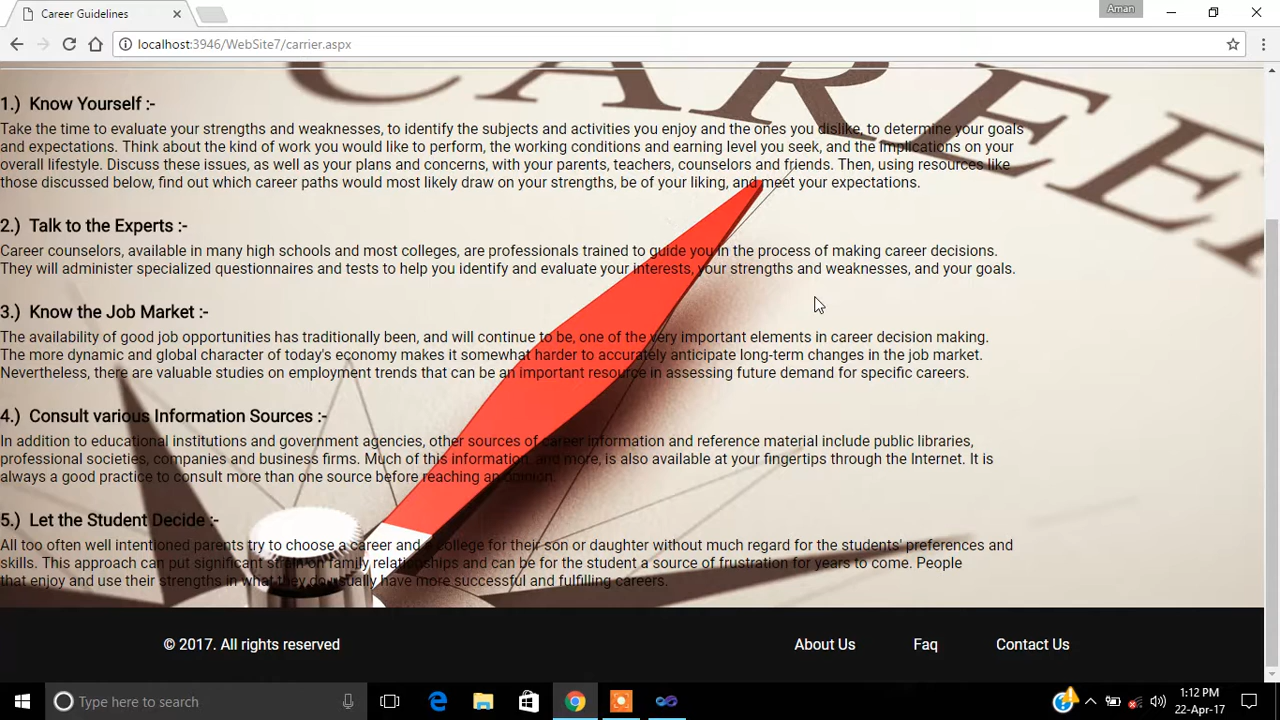 Career Guidelines
Aman
localhost:3946/WebSite7/carrier.aspx
CAREE
1.) Know Yourself :-
Take the time to evaluate your strengths and weaknesses, to identify the subjects and activities you enjoy and the ones you dislike, to determine your goals
and expectations. Think about the kind of work you would like to perform, the working conditions and earning level you seek, and the implications on your
overall lifestyle. Discuss these issues, as well as your plans and concerns, with your parents, teachers, counselors and friends. Then, using resources like
those discussed below, find out which career paths would most likely draw on your strengths, be of your liking, and meet your expectations.
2.) Talk to the Experts :-
Career counselors, available in many high schools and most colleges, are professionals trained to guide you in the process of making career decisions.
They will administer specialized questionnaires and tests to help you identify and evaluate your interests, your strengths and weaknesses, and your goals.
3.) Know the Job Market :-
The availability of good job opportunities has traditionally been, and will continue to be, one of the very important elements in career decision making.
The more dynamic and global character of today's economy makes it somewhat harder to accurately anticipate long-term changes in the job market.
Nevertheless, there are valuable studies on employment trends that can be an important resource in assessing future demand for specific careers.
4.) Consult various Information Sources :-
In addition to educational institutions and government agencies, other sources of career information and reference material include public libraries,
professional societies, companies and business firms. Much of this information, and more, is also available at your fingertips through the Internet. It is
always a good practice to consult more than one source before reaching an opinion.
5.) Let the Student Decide :-
All too often well intentioned parents try to choose a career and a college for their son or daughter without much regard for the students' preferences and
skills. This approach can put significant strain on family relationships and can be for the student a source of frustration for years to come. People
that enjoy and use their strengths in what they do usually have more successful and fulfilling careers.
© 2017. All rights reserved
About Us
Faq
Contact Us
Type here to search
1:12 PM
22-Apr-17